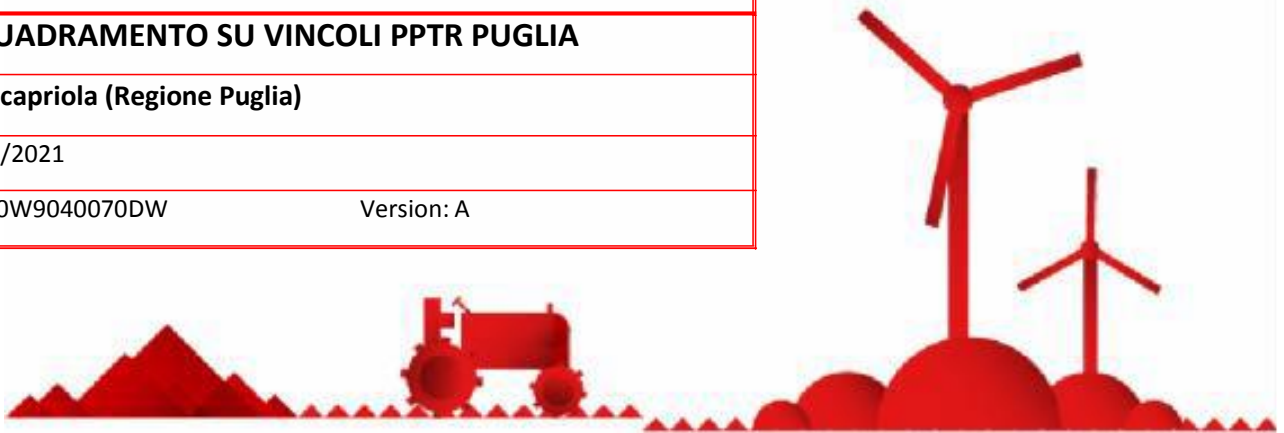 UADRAMENTO SU VINCOLI PPTR PUGLIA
capriola (Regione Puglia)
/2021
0W9040070DW Version: A